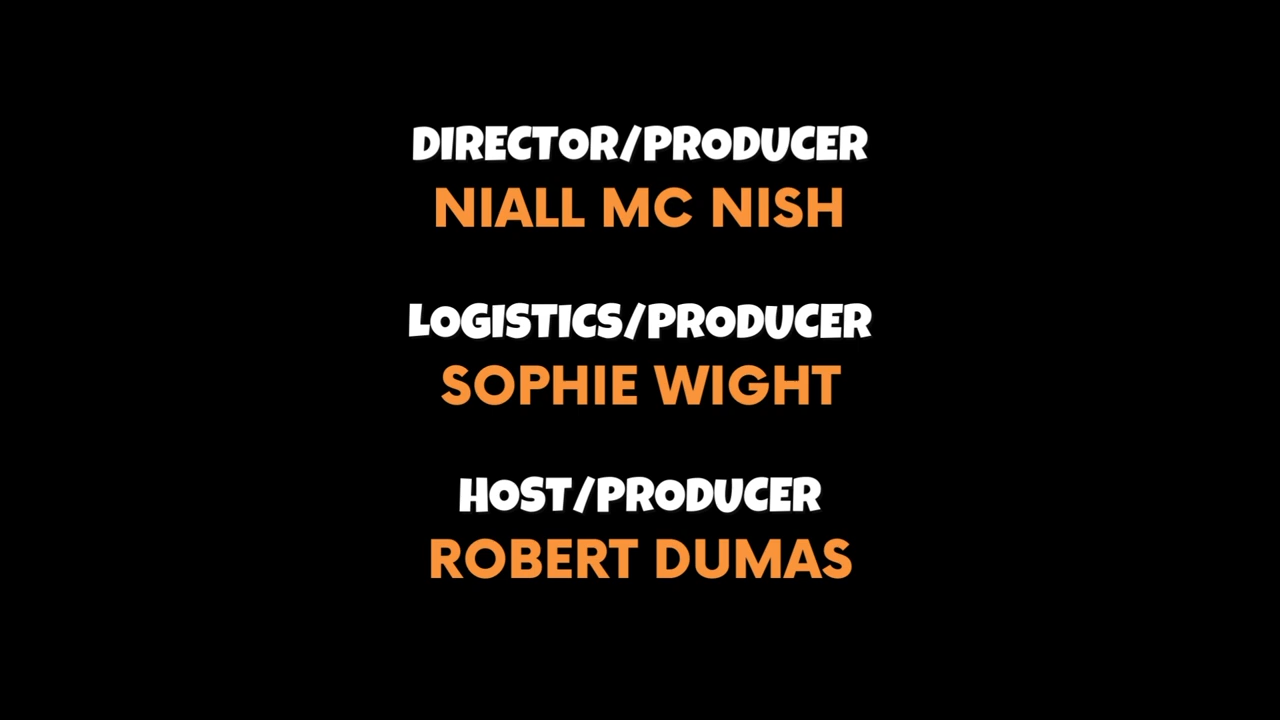 DIRECTOR/PRODUCER
NIALL MC NISH
LOGISTICS/PRODUCER
SOPHIE WIGHT
HOST/PRODUCER
ROBERT DUMAS